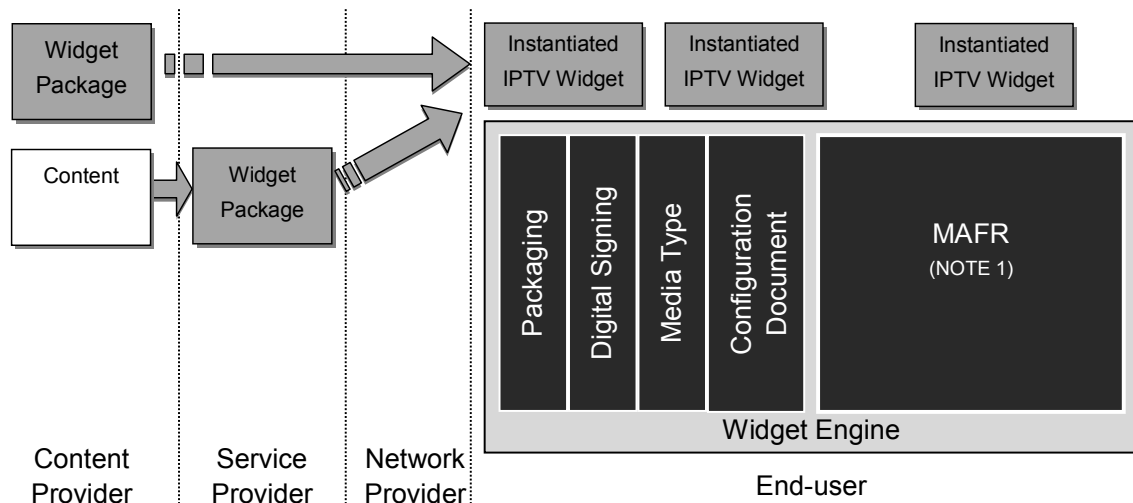 Widget
Package
Instantiated
IPTV Widget
Instantiated
IPTV Widget
Instantiated
IPTV Widget
Content
Widget
Package
Packaging
Digital Signing
Media Type
Configuration
Document
MAFR
(NOTE 1)
Widget Engine
Content
Provider
Service
Provider
Network
Provider
End-user